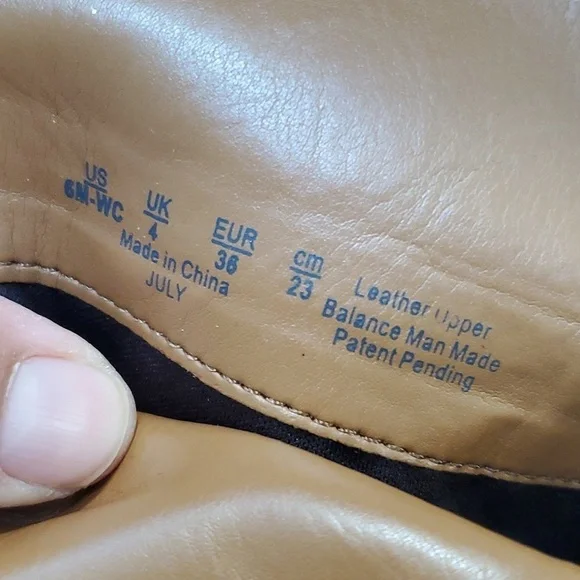 US
6M-WC
UK
4
EUR
36
cm
23
Made in China
JULY
Leather Upper
Balance Man Made
Patent Pending